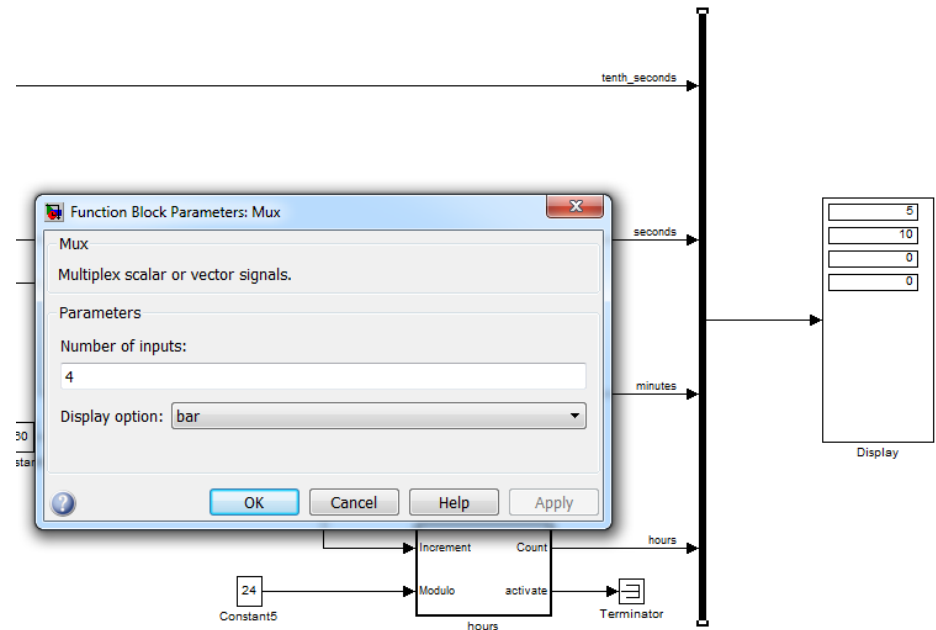 tenth_seconds
Function Block Parameters: Mux
Mux
Multiplex scalar or vector signals.
Parameters
Number of inputs:
4
Display option: bar
OK Cancel Help Apply
seconds
minutes
5
10
0
0
Display
Increment Count hours
24 Modulo activate
Constant5 hours Terminator